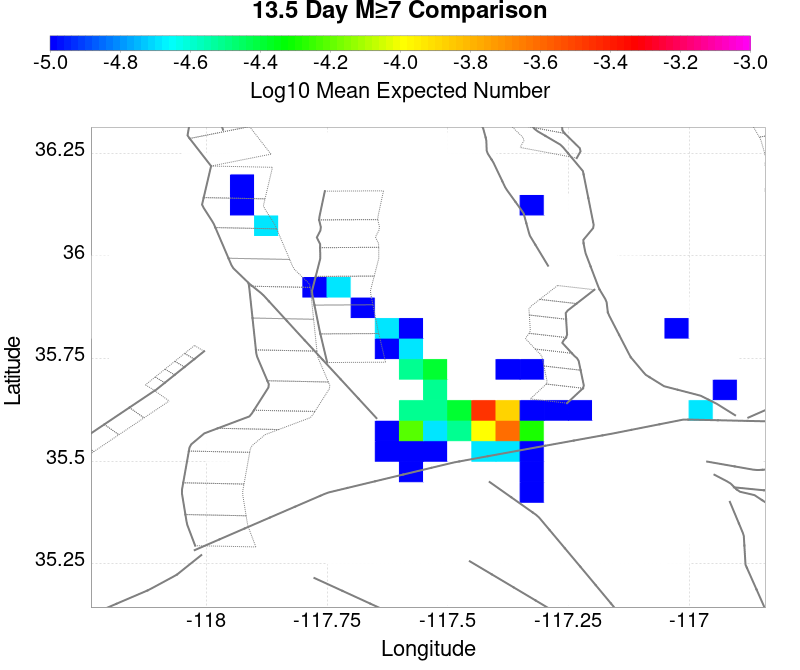 13.5 Day M≥7 Comparison
-5.0 -4.8 -4.6 -4.4 -4.2 -4.0 -3.8 -3.6 -3.4 -3.2 -3.0
Log10 Mean Expected Number
36.25
36
35.75
35.5
35.25
Latitude
-118 -117.75 -117.5 -117.25 -117
Longitude